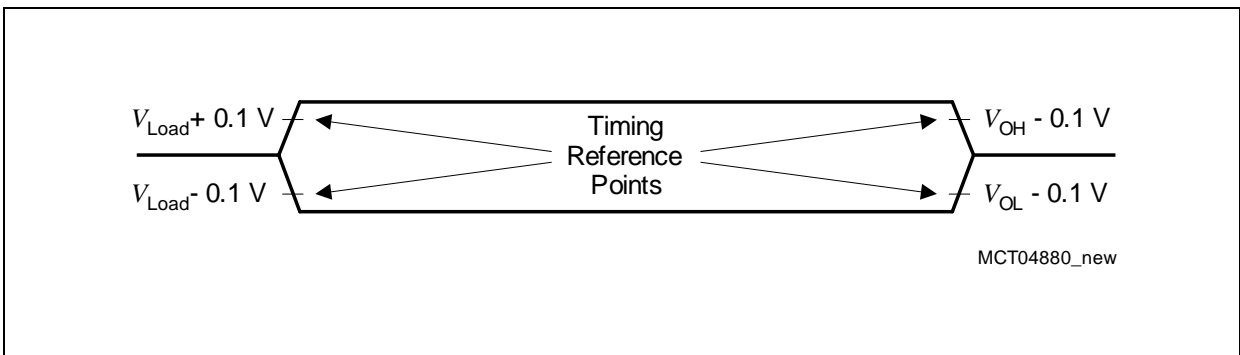 V_Load+ 0.1 V
V_Load- 0.1 V
Timing
Reference
Points
V_OH - 0.1 V
V_OL - 0.1 V
MCT04880_new